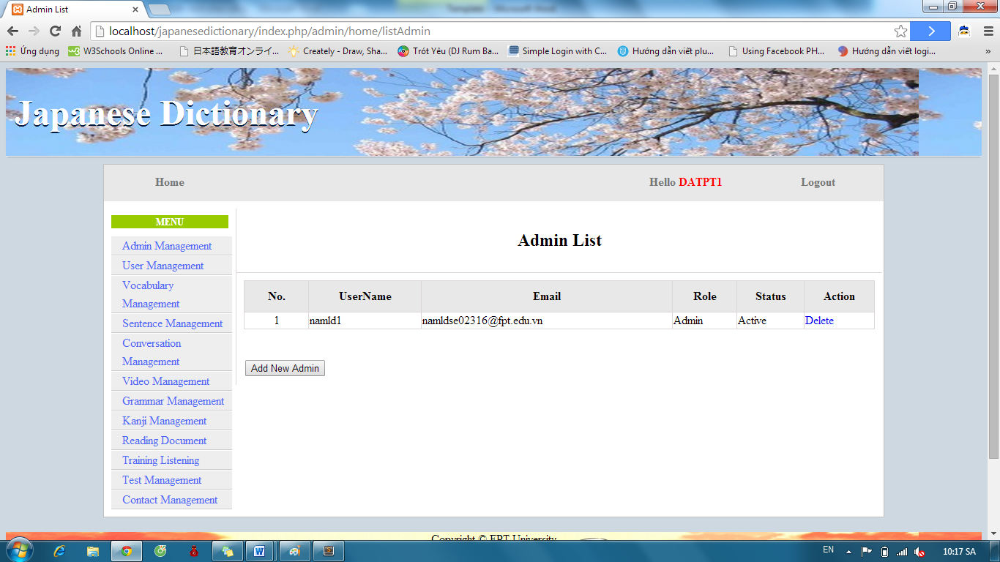 Admin List
localhost/japanesedictionary/index.php/admin/home/listAdmin
Ứng dụng W3Schools Online ... 日本語教育オンライ... Creately - Draw, Sha... Trót Yêu (DJ Rum Ba... Simple Login with C... Hướng dẫn viết plu... Using Facebook PH... Hướng dẫn viết logi... »
Japanese Dictionary
Home Hello DATPT1 Logout
MENU
Admin Management
User Management
Vocabulary
Management
Sentence Management
Conversation
Management
Video Management
Grammar Management
Kanji Management
Reading Document
Training Listening
Test Management
Contact Management
Admin List
No. UserName Email Role Status Action
1 namld1 namldse02316@fpt.edu.vn Admin Active Delete
Add New Admin
Copyright © FPT University
EN 10:17 SA